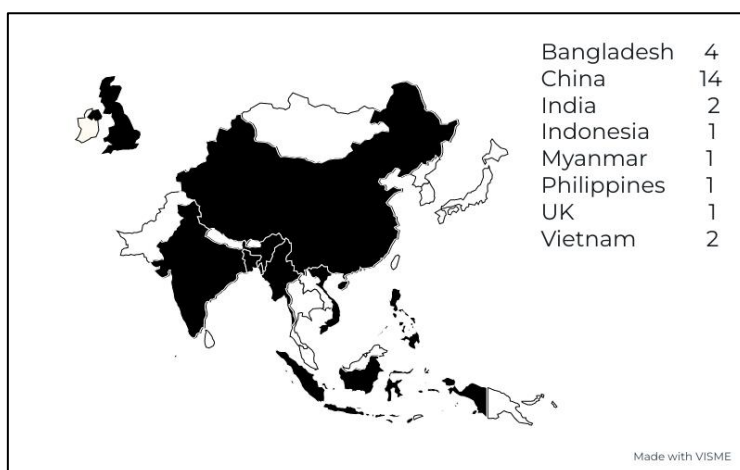 Bangladesh 4
China 14
India 2
Indonesia 1
Myanmar 1
Philippines 1
UK 1
Vietnam 2
Made with VISME